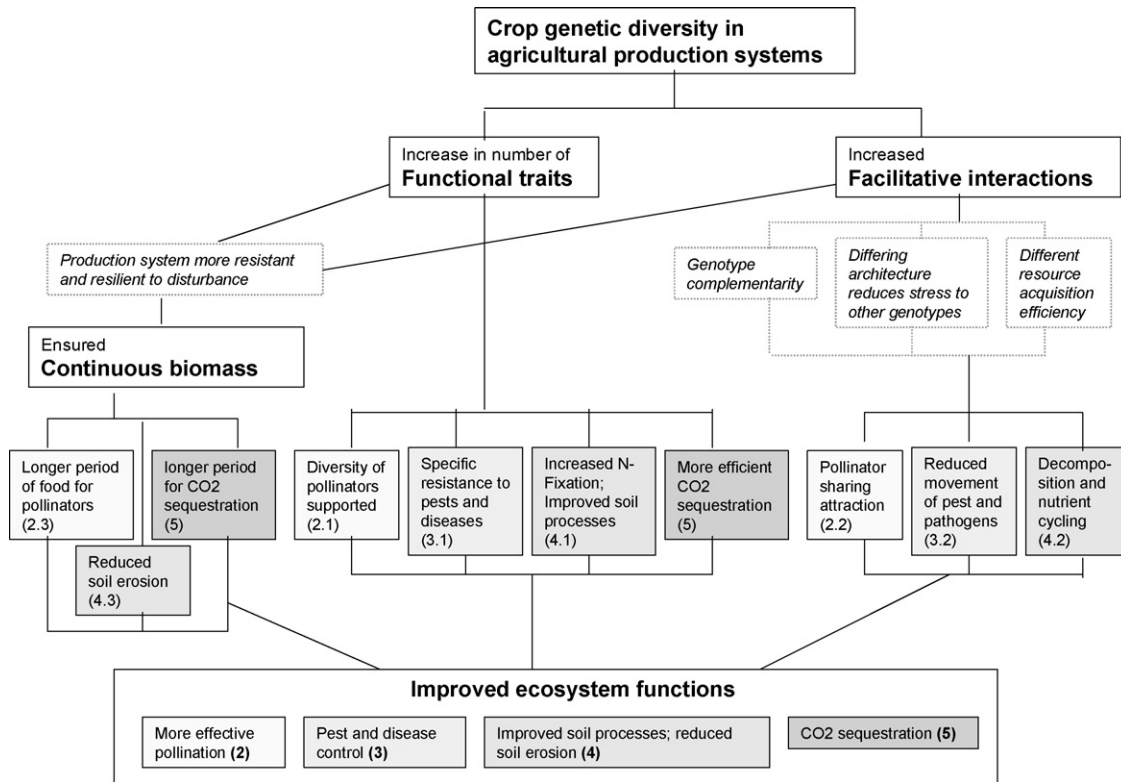 Crop genetic diversity in
agricultural production systems
Increase in number of
Functional traits
Increased
Facilitative interactions
Production system more resistant
and resilient to disturbance
Genotype
complementarity
Differing
architecture
reduces stress to
other genotypes
Different
resource
acquisition
efficiency
Ensured
Continuous biomass
Longer period
of food for
pollinators
(2.3)
longer period
for CO2
sequestration
(5)
Reduced
soil erosion
(4.3)
Diversity of
pollinators
supported
(2.1)
Specific
resistance to
pests and
diseases
(3.1)
Increased N-
Fixation;
Improved soil
processes
(4.1)
More efficient
CO2
sequestration
(5)
Pollinator
sharing
attraction
(2.2)
Reduced
movement
of pest and
pathogens
(3.2)
Decompo-
sition and
nutrient
cycling
(4.2)
Improved ecosystem functions
More effective
pollination (2)
Pest and disease
control (3)
Improved soil processes; reduced
soil erosion (4)
CO2 sequestration (5)